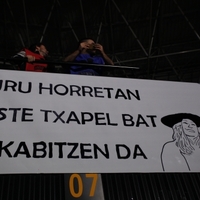 URU HORRETAN
STE TXAPEL BAT
KABITZEN DA
07